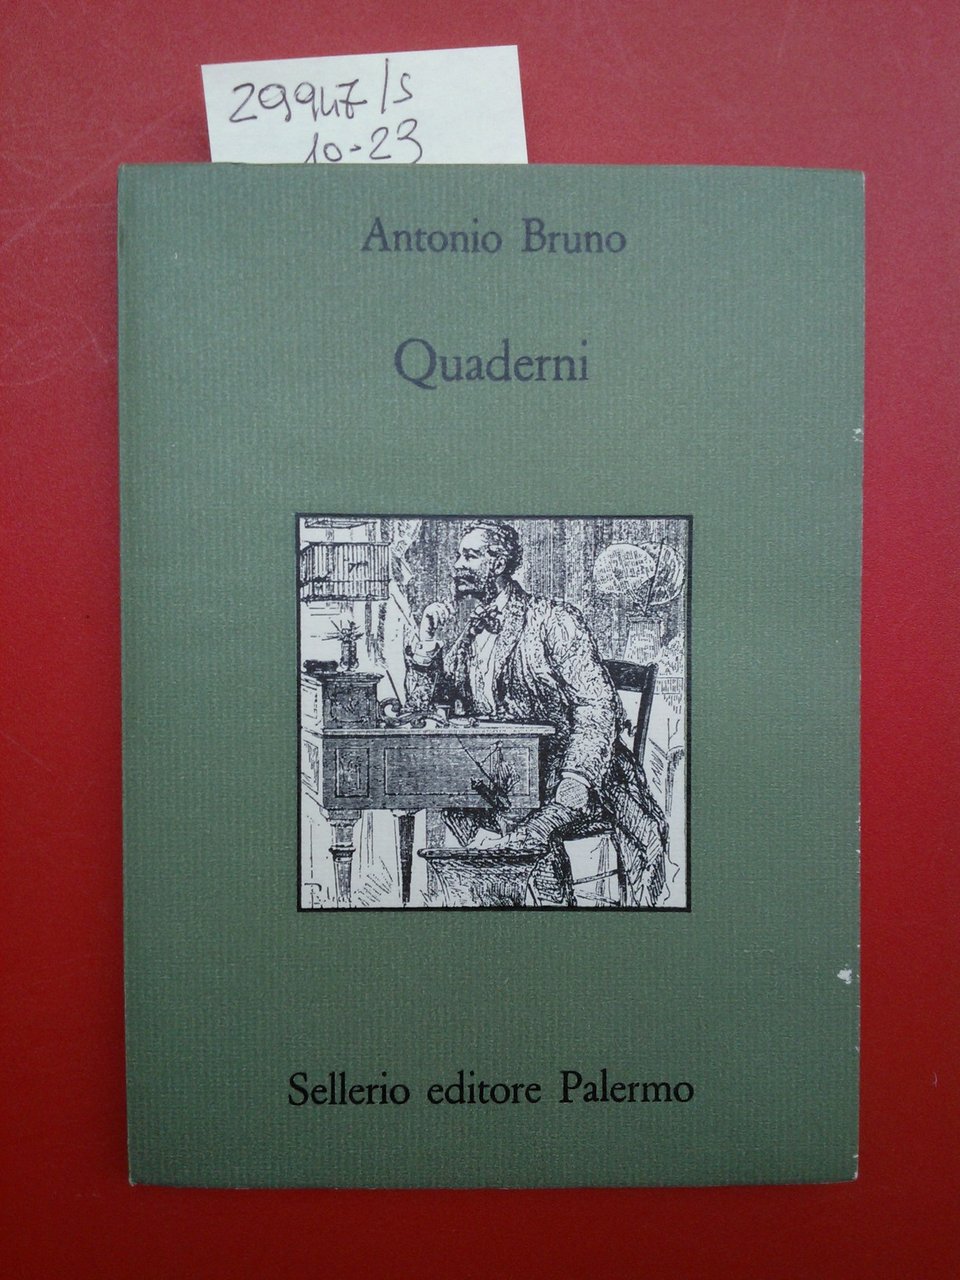 29947/s
10-23
Antonio Bruno
Quaderni
Sellerio editore Palermo